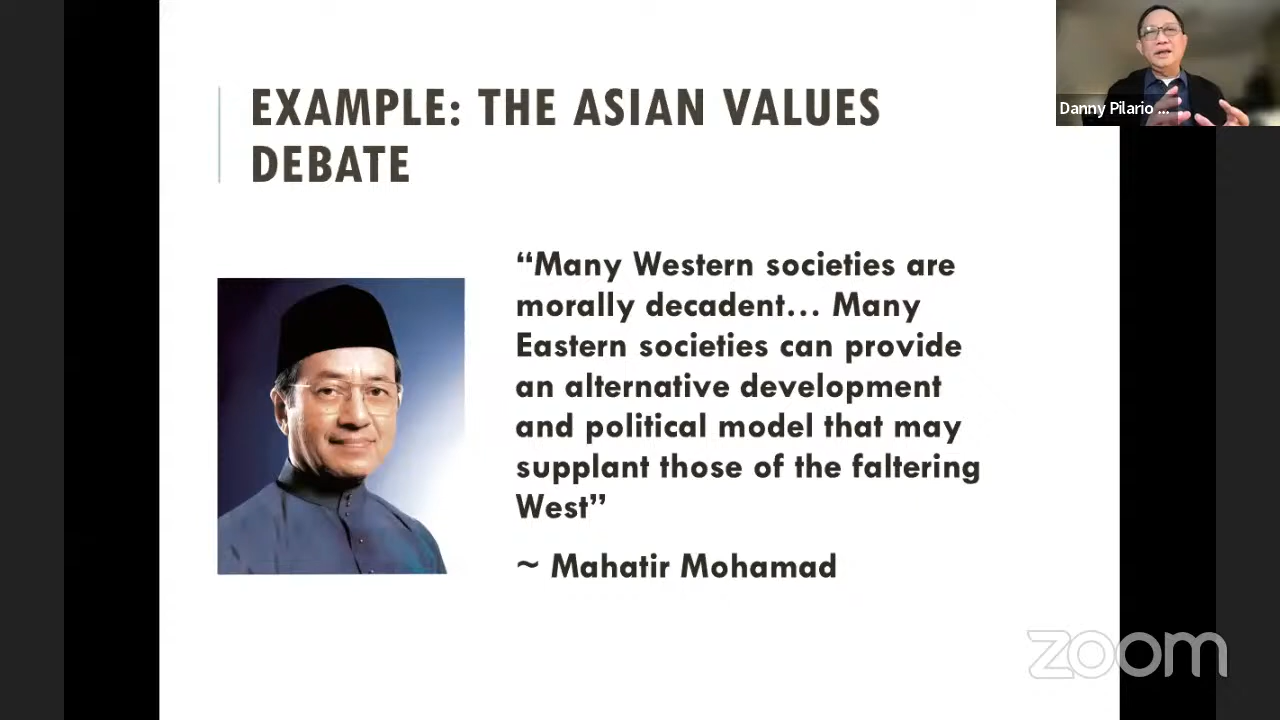 Danny Pilario ...
EXAMPLE: THE ASIAN VALUES
DEBATE
“Many Western societies are
morally decadent... Many
Eastern societies can provide
an alternative development
and political model that may
supplant those of the faltering
West”
~ Mahatir Mohamad
zoom